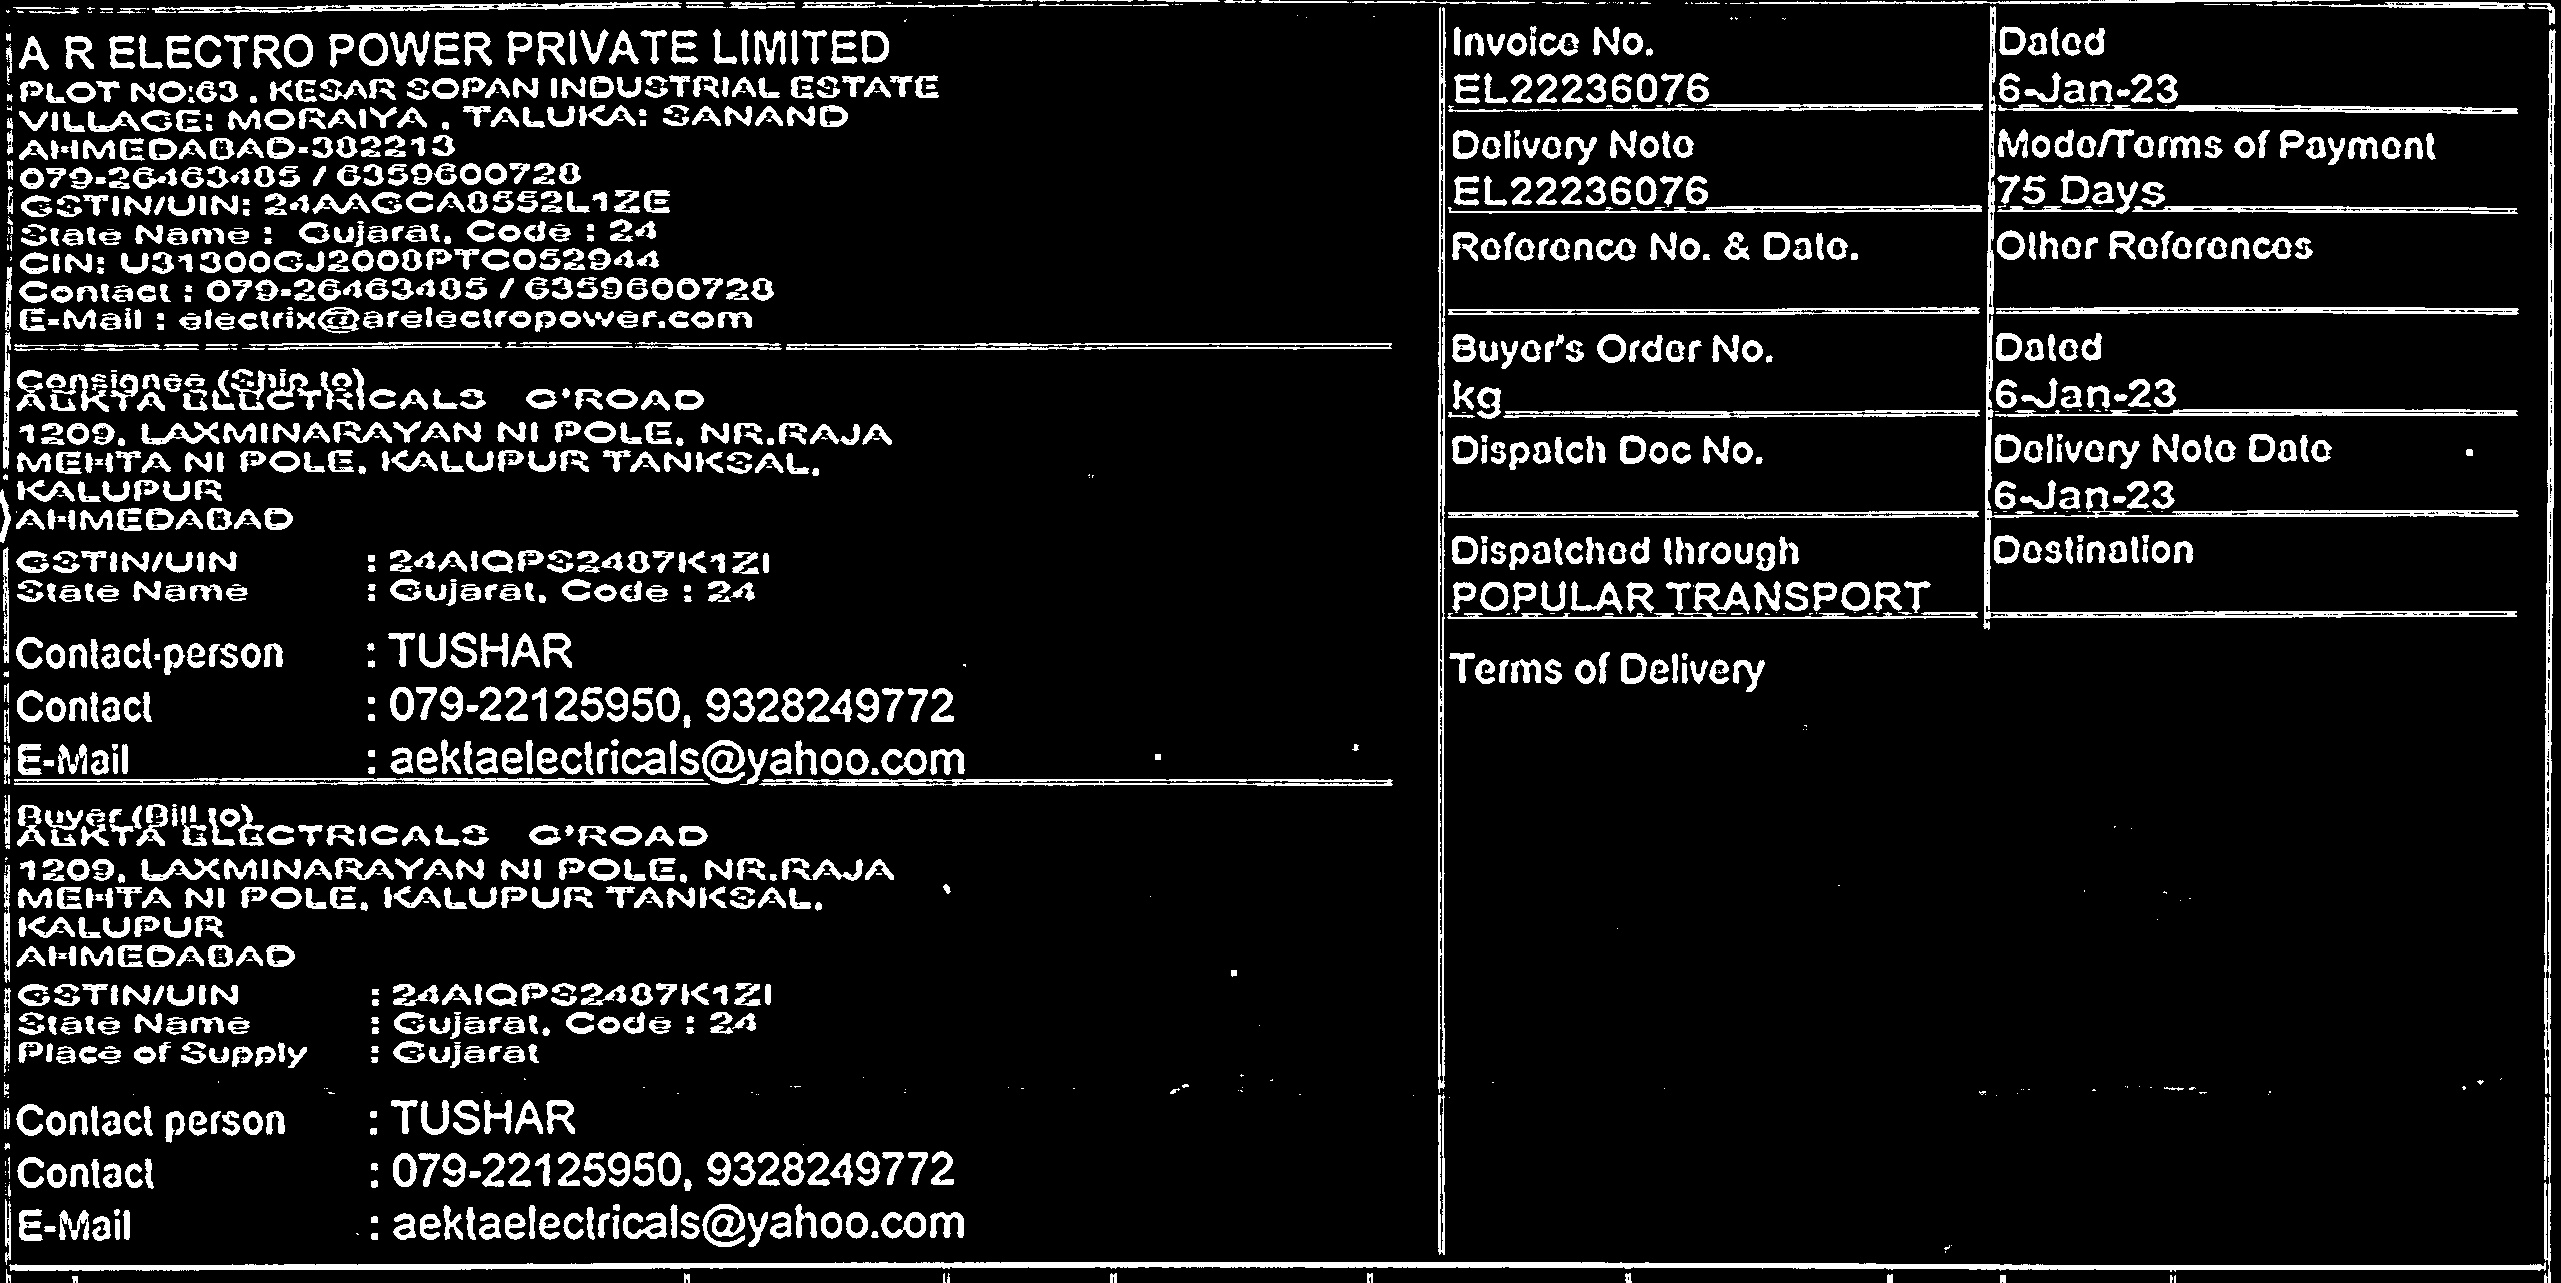 A R ELECTRO POWER PRIVATE LIMITED
PLOT NO:63 , KESAR SOPAN INDUSTRIAL ESTATE
VILLAGE: MORAIYA , TALUKA: SANAND
AHMEDABAD-382213
079-26463485 / 6359600728
GSTIN/UIN: 24AAGCA8552L1ZE
State Name : Gujarat, Code : 24
CIN: U31300GJ2008PTC052944
Contact : 079-26463485 / 6359600728
E-Mail : electrix@arelectropower.com
Consignee (Ship to)
AEKTA ELECTRICALS G'ROAD
1209, LAXMINARAYAN NI POLE, NR.RAJA
MEHTA NI POLE, KALUPUR TANKSAL,
KALUPUR
AHMEDABAD
GSTIN/UIN : 24AIQPS2487K1ZI
State Name : Gujarat, Code : 24
Contact person : TUSHAR
Contact : 079-22125950, 9328249772
E-Mail : aektaelectricals@yahoo.com
Buyer (Bill to)
AEKTA ELECTRICALS G'ROAD
1209, LAXMINARAYAN NI POLE, NR.RAJA
MEHTA NI POLE, KALUPUR TANKSAL,
KALUPUR
AHMEDABAD
GSTIN/UIN : 24AIQPS2487K1ZI
State Name : Gujarat, Code : 24
Place of Supply : Gujarat
Contact person : TUSHAR
Contact : 079-22125950, 9328249772
E-Mail : aektaelectricals@yahoo.com
Invoice No.
EL22236076
Dated
6-Jan-23
Delivery Note
EL22236076
Mode/Terms of Payment
75 Days
Reference No. & Date.
Other References
Buyer's Order No.
kg
Dated
6-Jan-23
Dispatch Doc No.
Delivery Note Date
6-Jan-23
Dispatched through
POPULAR TRANSPORT
Destination
Terms of Delivery